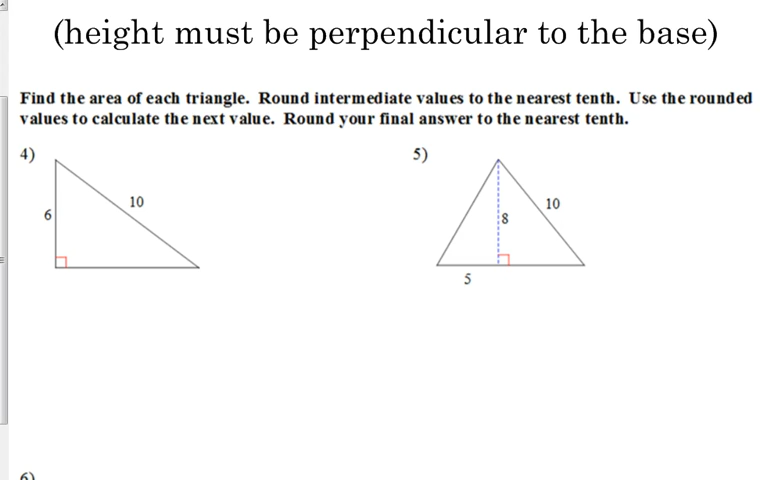 (height must be perpendicular to the base)
Find the area of each triangle.  Round intermediate values to the nearest tenth.  Use the rounded
values to calculate the next value.  Round your final answer to the nearest tenth.
4)
10
6
5)
10
8
5